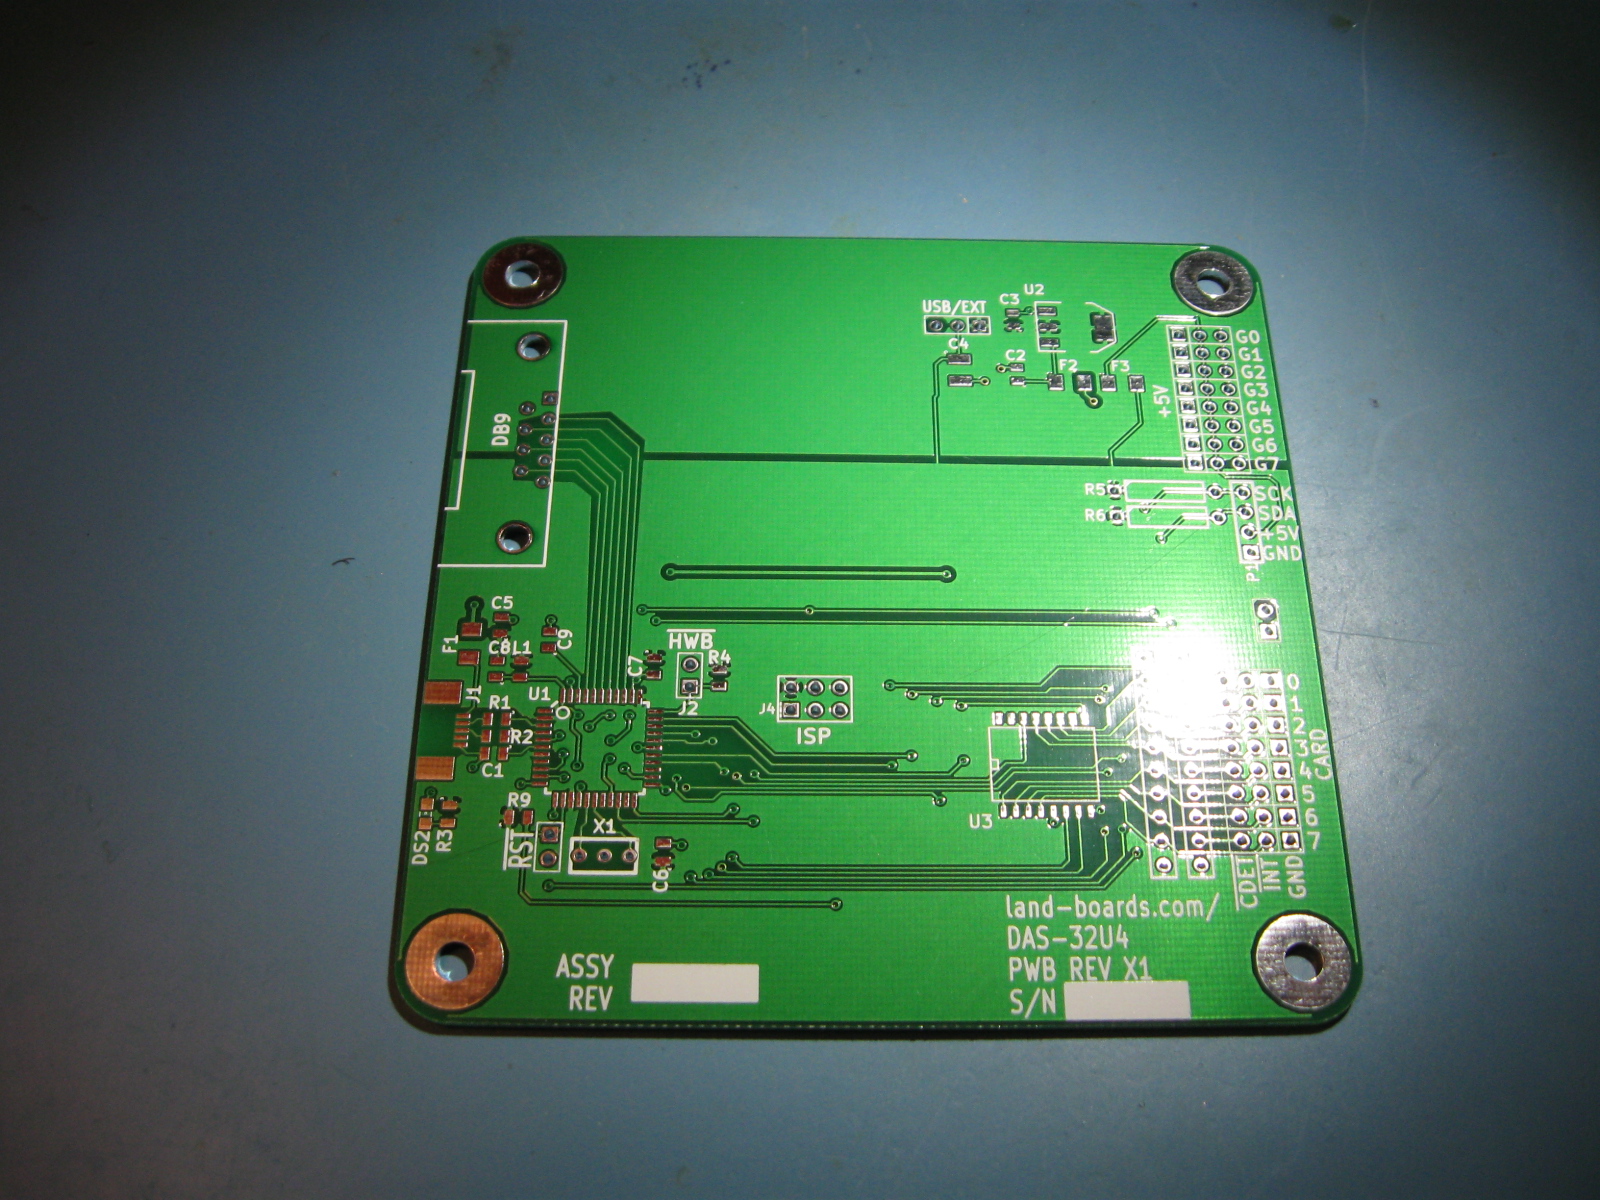 USB/EXT
C3
U2
C4
C2
F2
F3
+5V
G0
G1
G2
G3
G4
G5
G6
G7
DB9
R5
R6
SCK
SDA
+5V
GND
P1
C5
F1
C8
L1
C9
HWB
C7
R4
J1
U1
J2
R1
R2
C1
J4
ISP
0
1
2
3
4
5
6
7
CARD
U3
DS2
R3
R9
RST
X1
C6
CDET
INT
GND
land-boards.com/
DAS-32U4
PWB REV X1
S/N
ASSY
REV